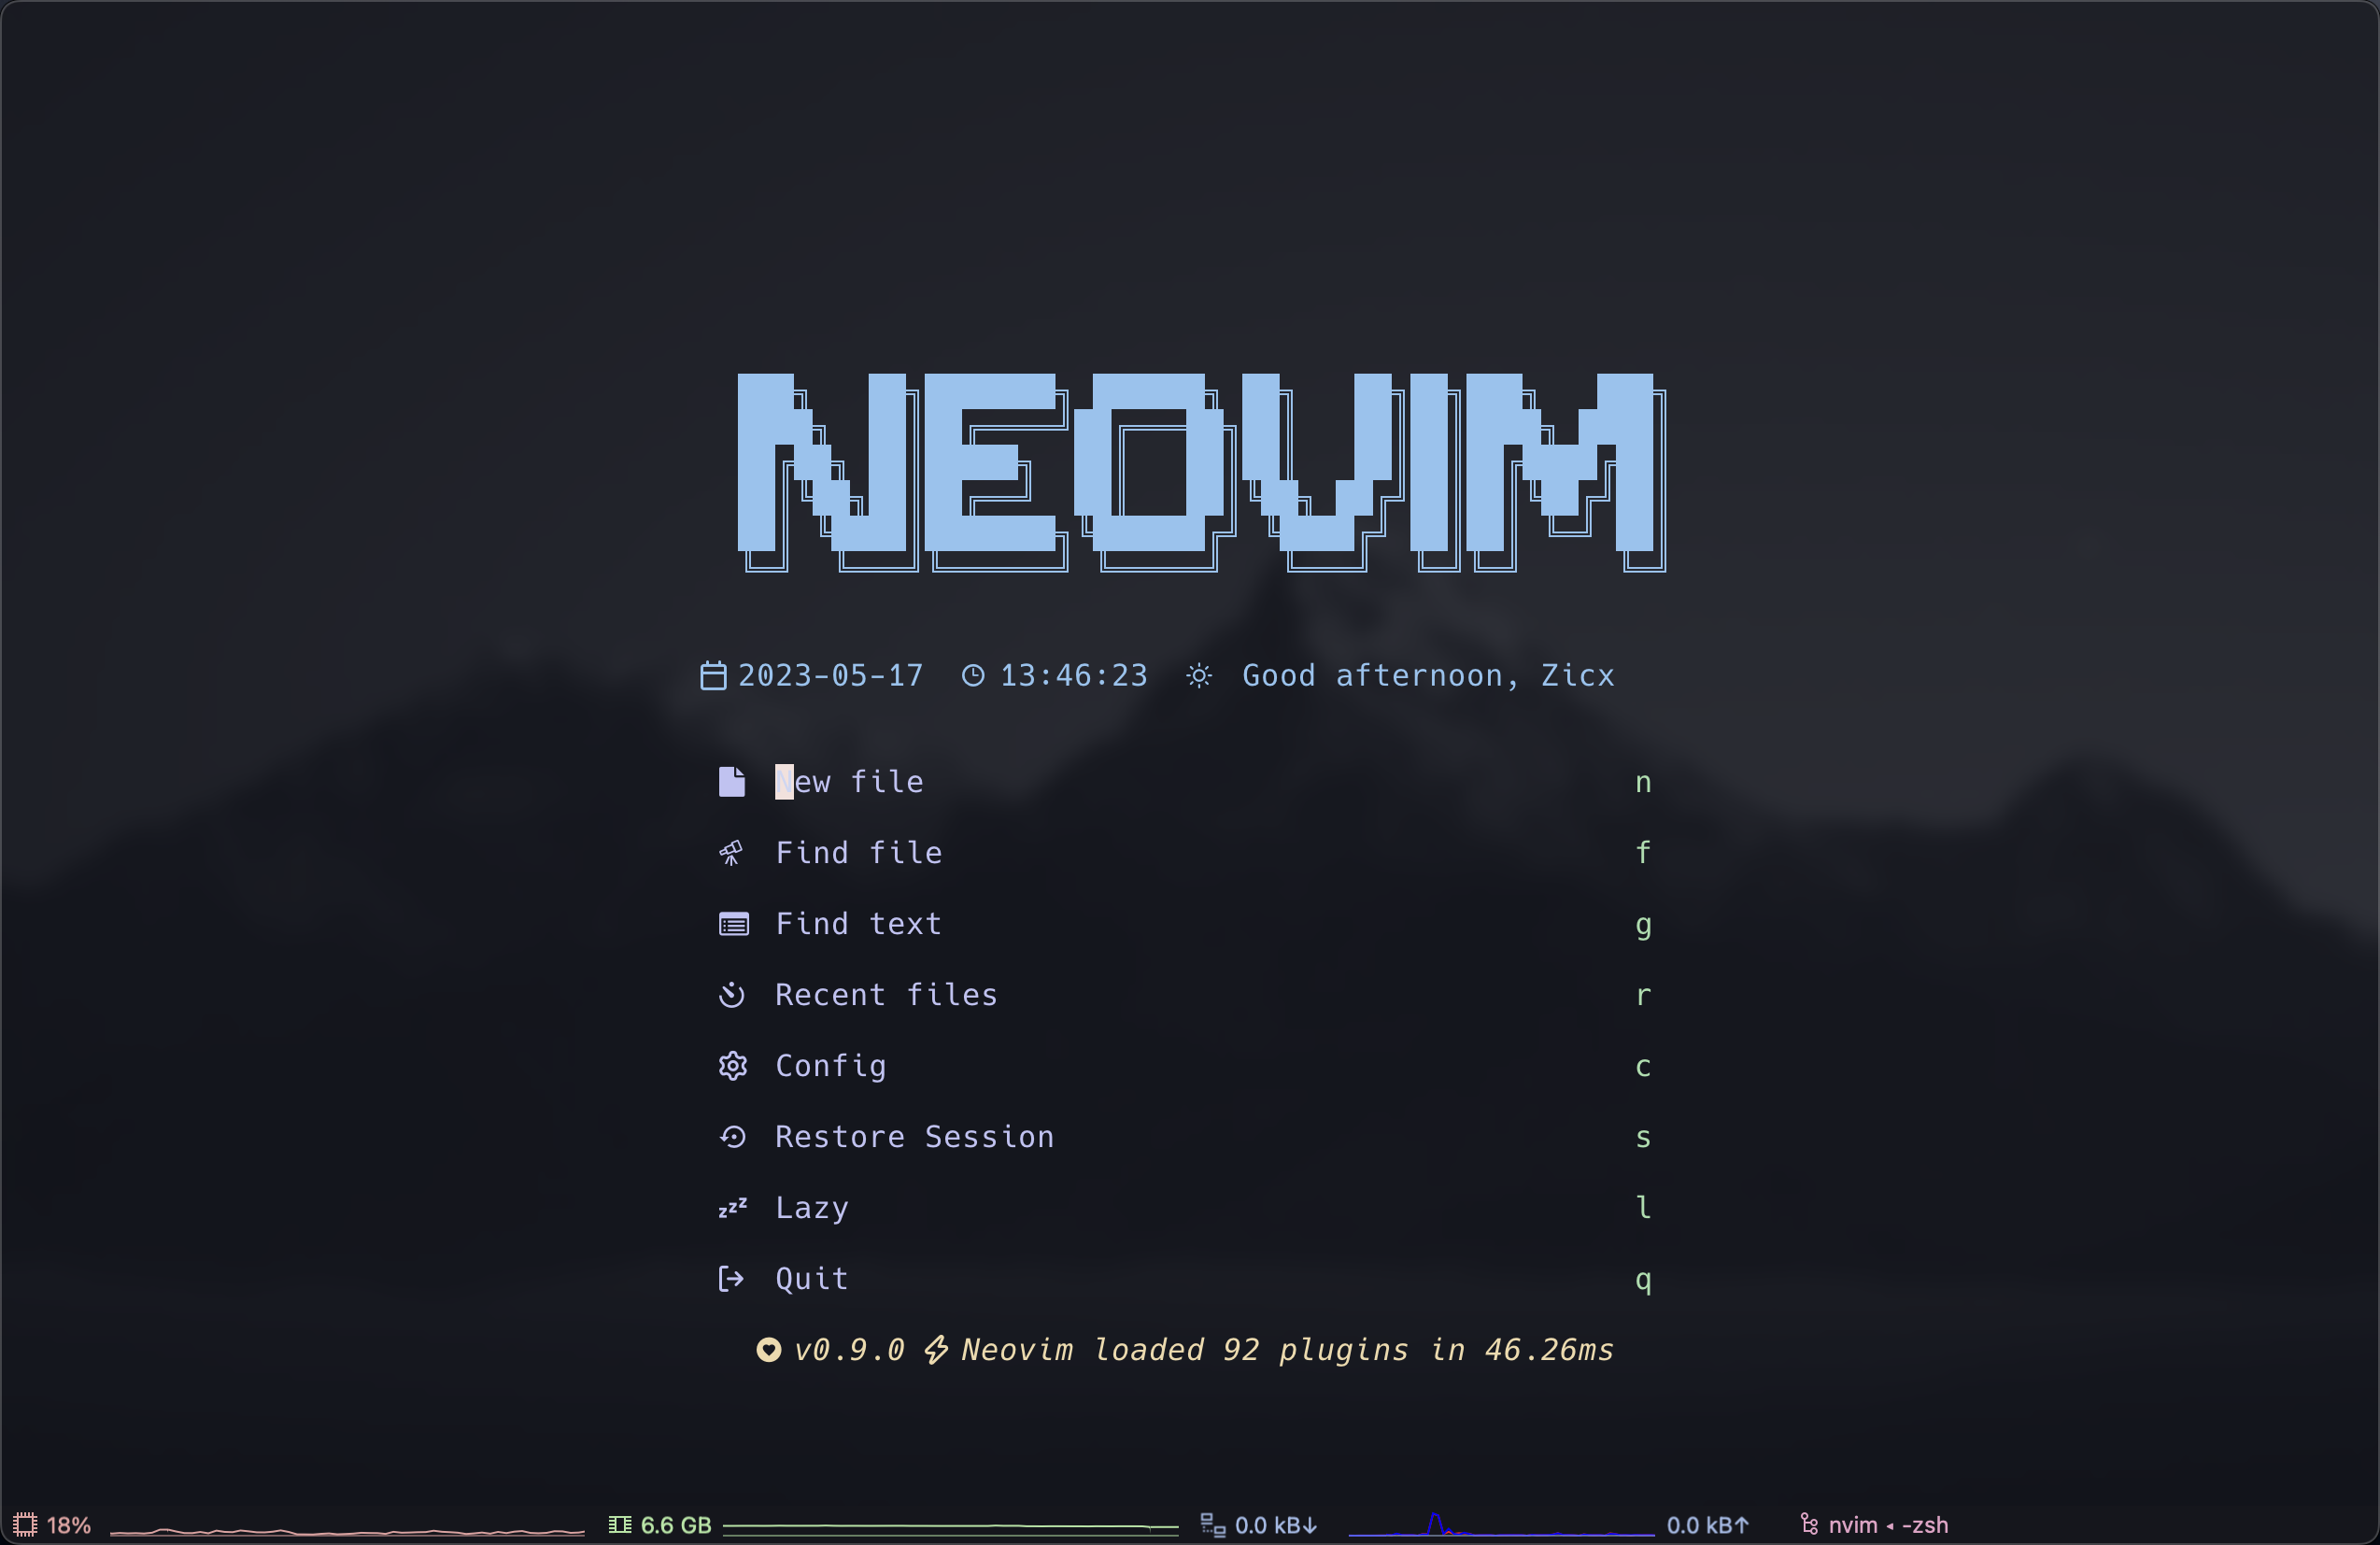 NEOVIM
2023-05-17 13:46:23 Good afternoon, Zicx
New file n
Find file f
Find text g
Recent files r
Config c
Restore Session s
zzz Lazy l
Quit q
v0.9.0 Neovim loaded 92 plugins in 46.26ms
18% 6.6 GB 0.0 kB↓ 0.0 kB↑ nvim ◂ -zsh